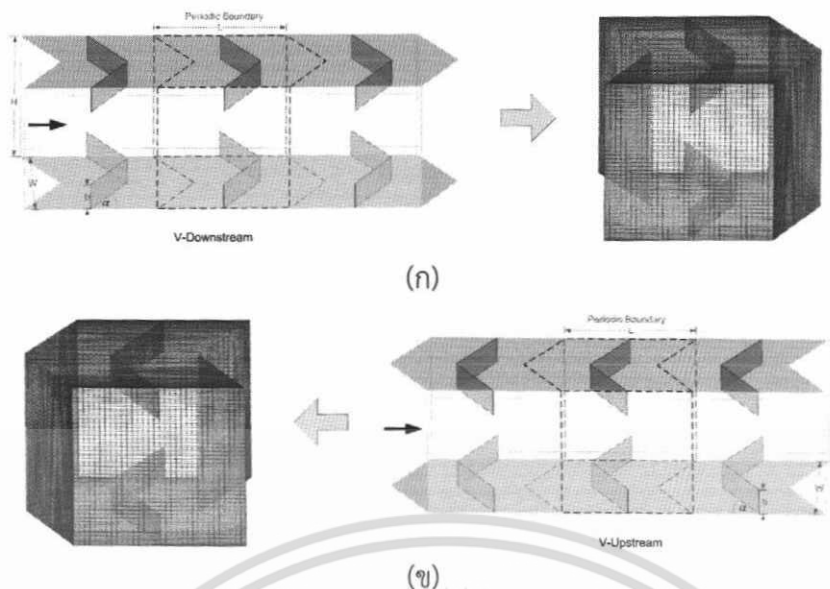 Periodic Boundary
L
H
W
b
α
V-Downstream
(ก)
Periodic Boundary
L
W
b
α
V-Upstream
(ข)